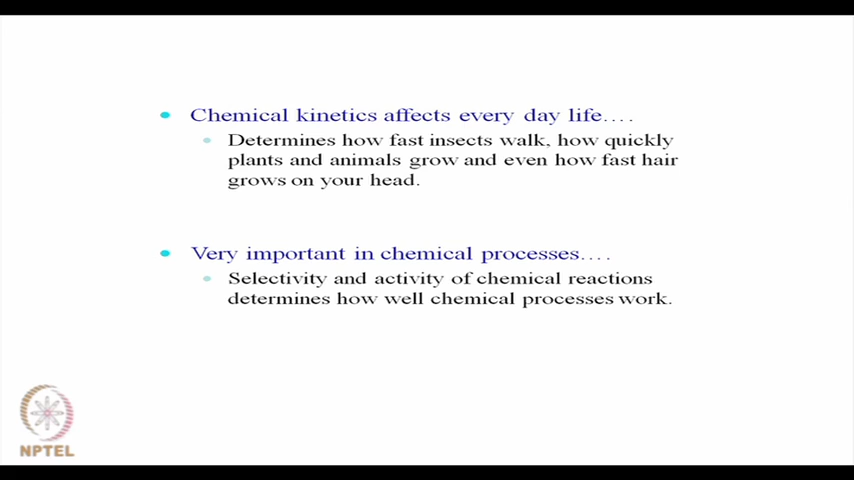 Chemical kinetics affects every day life….
Determines how fast insects walk, how quickly
plants and animals grow and even how fast hair
grows on your head.
Very important in chemical processes….
Selectivity and activity of chemical reactions
determines how well chemical processes work.
NPTEL